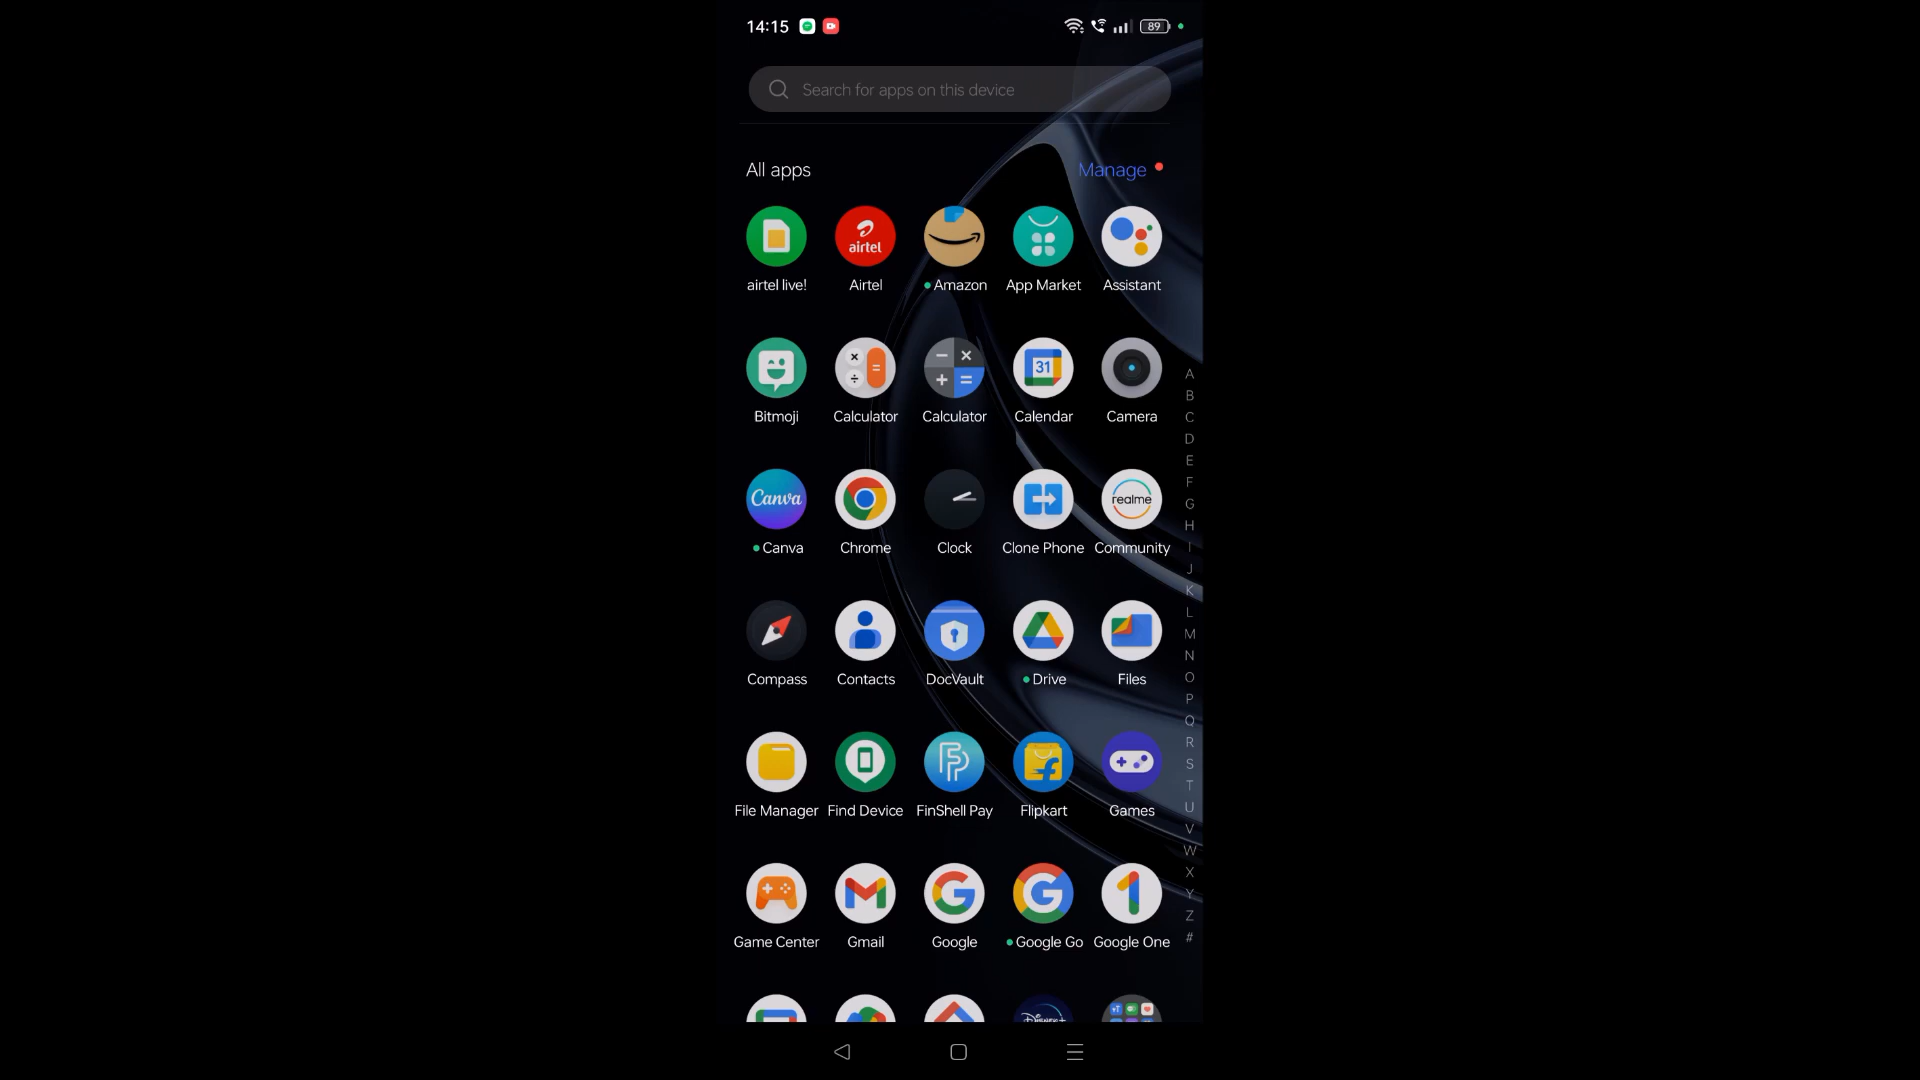 14:15 89
Search for apps on this device
All apps Manage
airtel
31
airtel live! Airtel Amazon App Market Assistant
Bitmoji Calculator Calculator Calendar Camera
Canva realme
Canva Chrome Clock Clone Phone Community
Compass Contacts DocVault Drive Files
File Manager Find Device FinShell Pay Flipkart Games
Game Center Gmail Google Google Go Google One
Disney+
A
B
C
D
E
F
G
H
I
J
K
L
M
N
O
P
Q
R
S
T
U
V
W
X
Y
Z
#